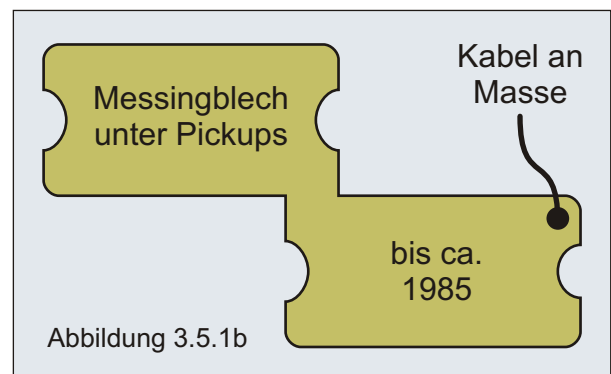 Messingblech
unter Pickups
Kabel an
Masse
bis ca.
1985
Abbildung 3.5.1b